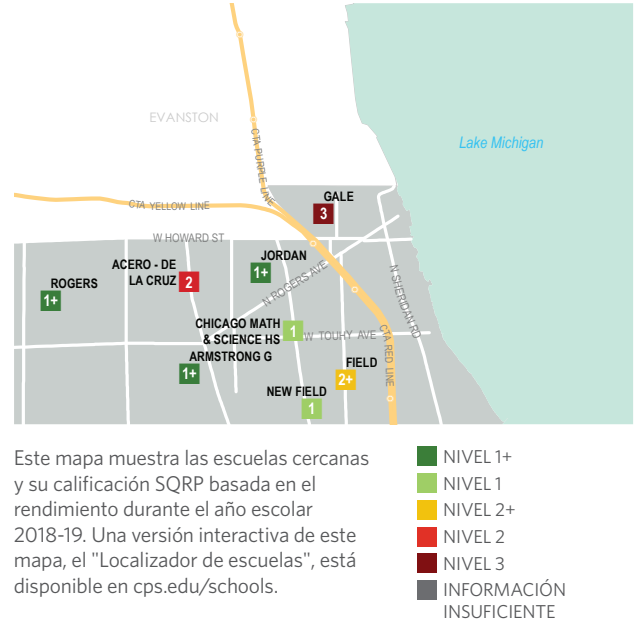 EVANSTON
Lake Michigan
CTA PURPLE LINE
CTA YELLOW LINE
GALE
3
W HOWARD ST
ACERO - DE
LA CRUZ
2
JORDAN
1+
ROGERS
1+
N ROGERS AVE
N SHERIDAN RD
CHICAGO MATH
& SCIENCE HS
1
W TOUHY AVE
CTA RED LINE
ARMSTRONG G
1+
FIELD
2+
NEW FIELD
1
Este mapa muestra las escuelas cercanas
y su calificación SQRP basada en el
rendimiento durante el año escolar
2018-19. Una versión interactiva de este
mapa, el "Localizador de escuelas", está
disponible en cps.edu/schools.
NIVEL 1+
NIVEL 1
NIVEL 2+
NIVEL 2
NIVEL 3
INFORMACIÓN
INSUFICIENTE